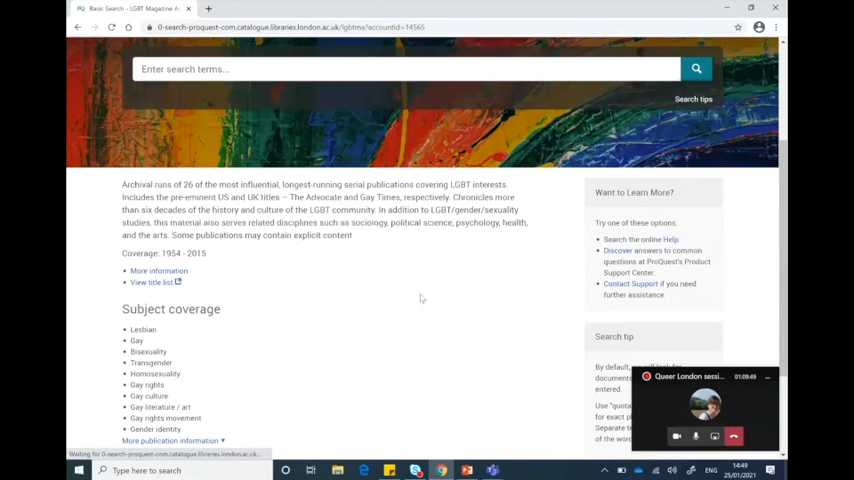 Basic Search - LGBT Magazine A
0-search-proquest-com.catalogue.libraries.london.ac.uk/lgbtma?accountid=14565
Enter search terms...
Search tips
Archival runs of 26 of the most influential, longest-running serial publications covering LGBT interests.
Includes the pre-eminent US and UK titles – The Advocate and Gay Times, respectively. Chronicles more
than six decades of the history and culture of the LGBT community. In addition to LGBT/gender/sexuality
studies, this material also serves related disciplines such as sociology, political science, psychology, health,
and the arts. Some publications may contain explicit content
Coverage: 1954 - 2015
• More information
• View title list
Subject coverage
• Lesbian
• Gay
• Bisexuality
• Transgender
• Homosexuality
• Gay rights
• Gay culture
• Gay literature / art
• Gay rights movement
• Gender identity
More publication information ▼
Want to Learn More?
Try one of these options:
• Search the online Help
• Discover answers to common
options at ProQuest's Product
Support Center.
• Contact Support if you need
further assistance.
Search tip
By default,
documents
entered.
Use "quota
for exact
Separate
of the wor
Queer London sessi...
01:09:49
Waiting for 0-search-proquest-com.catalogue.libraries.london.ac.uk...
Type here to search
ENG
14:49
25/01/2021